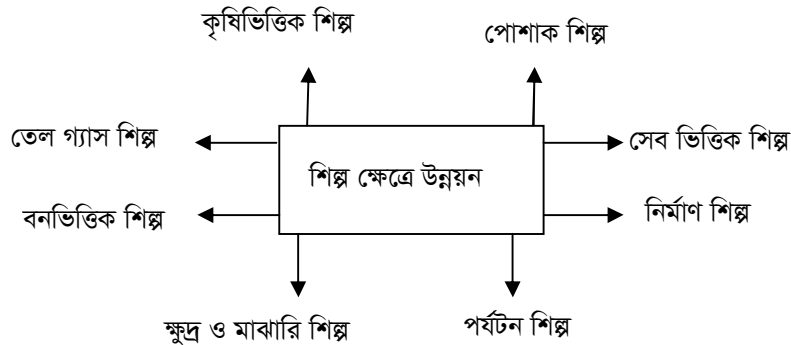 কৃষিভিত্তিক শিল্প
পোশাক শিল্প
তেল গ্যাস শিল্প
সেব ভিত্তিক শিল্প
শিল্প ক্ষেত্রে উন্নয়ন
বনভিত্তিক শিল্প
নির্মাণ শিল্প
ক্ষুদ্র ও মাঝারি শিল্প
পর্যটন শিল্প